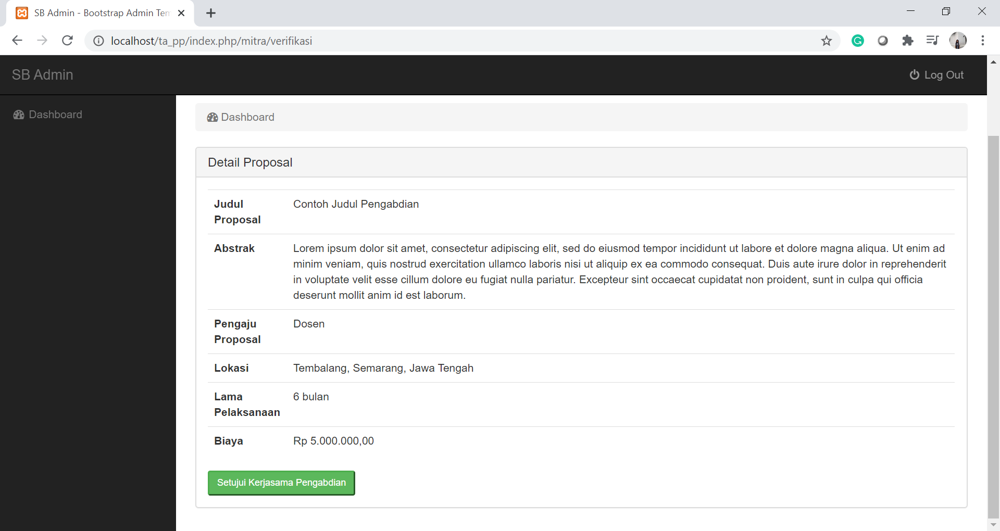 SB Admin - Bootstrap Admin Tem
localhost/ta_pp/index.php/mitra/verifikasi
SB Admin
Log Out
Dashboard
Dashboard
Detail Proposal
Judul
Proposal
Contoh Judul Pengabdian
Abstrak
Lorem ipsum dolor sit amet, consectetur adipiscing elit, sed do eiusmod tempor incididunt ut labore et dolore magna aliqua. Ut enim ad
minim veniam, quis nostrud exercitation ullamco laboris nisi ut aliquip ex ea commodo consequat. Duis aute irure dolor in reprehenderit
in voluptate velit esse cillum dolore eu fugiat nulla pariatur. Excepteur sint occaecat cupidatat non proident, sunt in culpa qui officia
deserunt mollit anim id est laborum.
Pengaju
Proposal
Dosen
Lokasi
Tembalang, Semarang, Jawa Tengah
Lama
Pelaksanaan
6 bulan
Biaya
Rp 5.000.000,00
Setujui Kerjasama Pengabdian